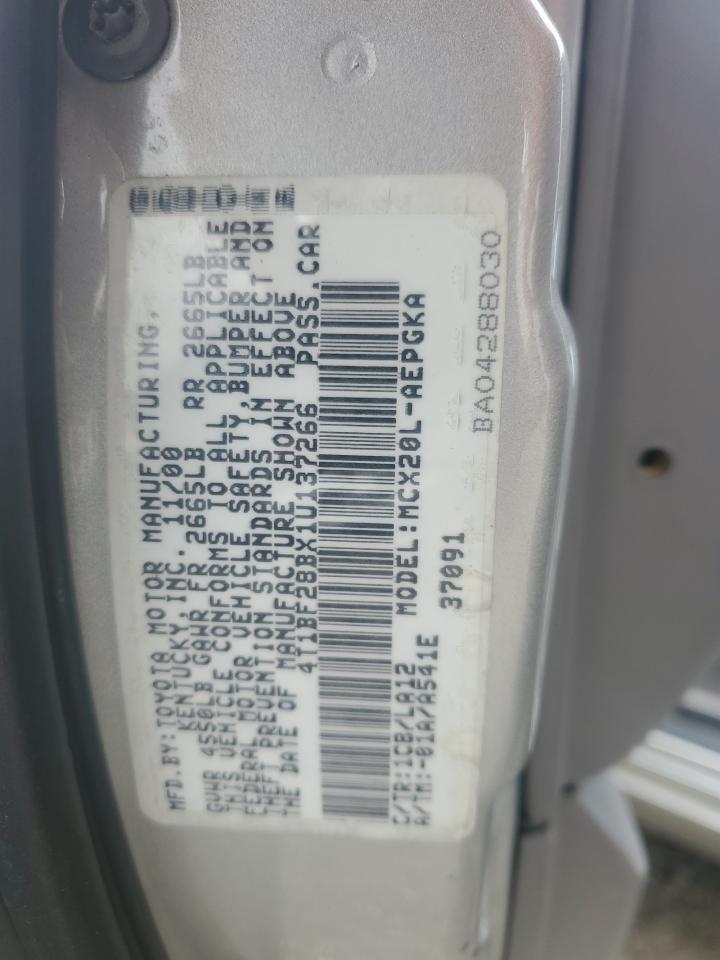 MFD.BY:TOYOTA MOTOR MANUFACTURING,
KENTUCKY,INC. 11/00
GVWR 4550LB GAWR FR 2665LB RR 2665LB
THIS VEHICLE CONFORMS TO ALL APPLICABLE
FEDERAL MOTOR VEHICLE SAFETY,BUMPER AND
THEFT PREVENTION STANDARDS IN EFFECT ON
THE DATE OF MANUFACTURE SHOWN ABOVE
4T1BF28BX1U137266 PASS.CAR
C/TR:1CB/LA12 MODEL:MCX20L-AEPGKA
A/TM:-01A/A541E 37091
BA04288030